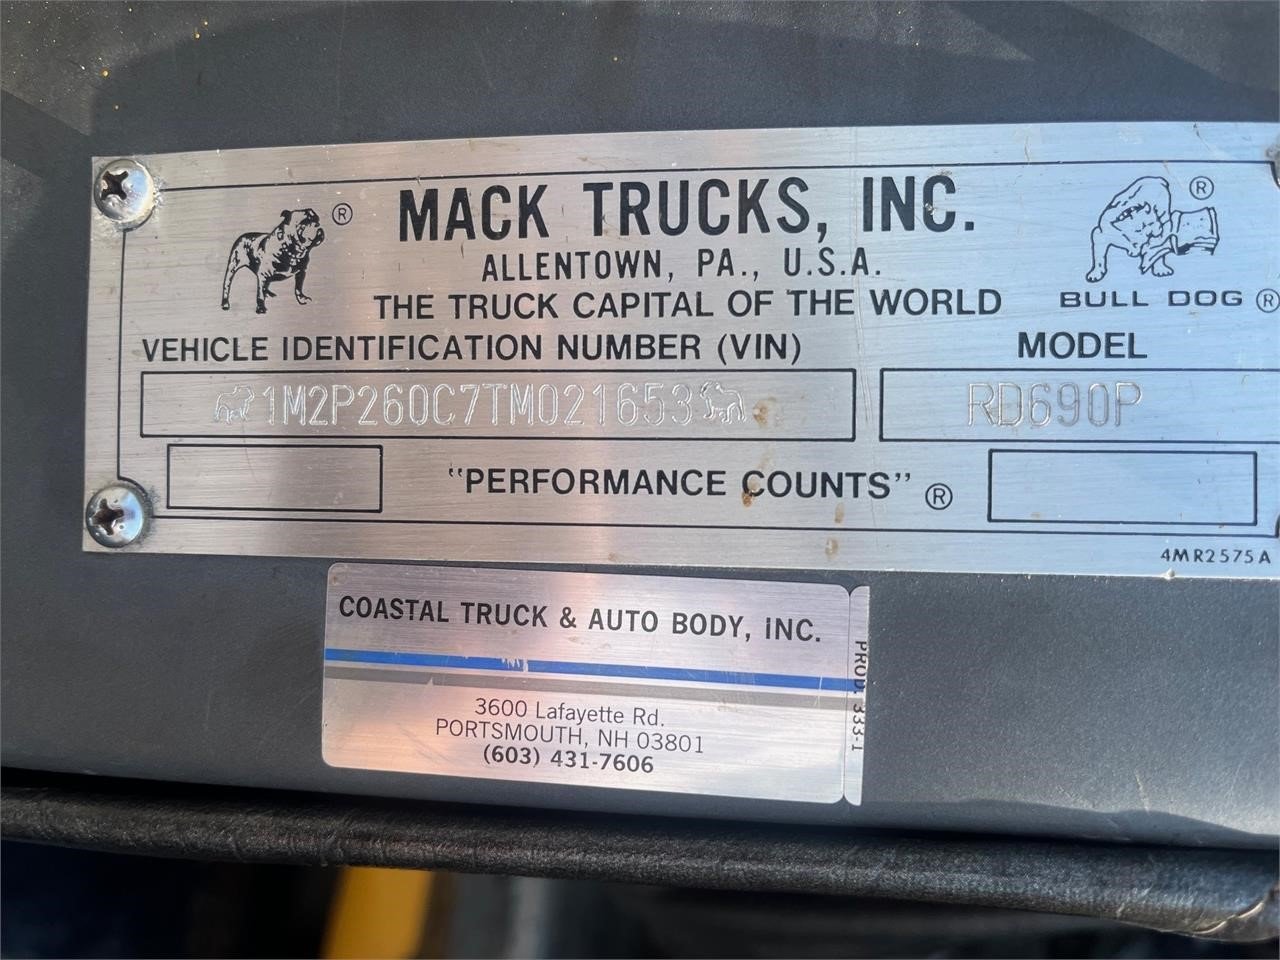 MACK TRUCKS, INC.
ALLENTOWN, PA., U.S.A.
THE TRUCK CAPITAL OF THE WORLD
®
®
BULL DOG ®
VEHICLE IDENTIFICATION NUMBER (VIN)
MODEL
1M2P260C7TM021653
RD690P
"PERFORMANCE COUNTS" ®
4MR2575A
COASTAL TRUCK & AUTO BODY, INC.
3600 Lafayette Rd.
PORTSMOUTH, NH 03801
(603) 431-7606
PROD. 333-1